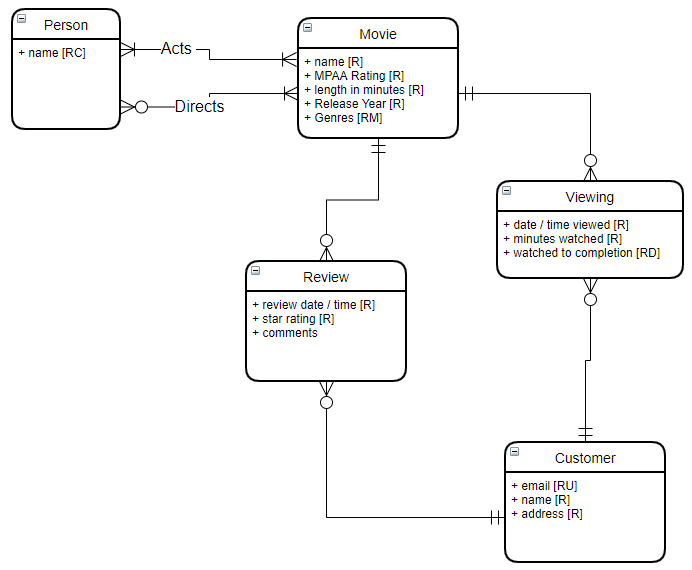 Person
+ name [RC]
Acts
Directs
Movie
+ name [R]
+ MPAA Rating [R]
+ length in minutes [R]
+ Release Year [R]
+ Genres [RM]
Viewing
+ date / time viewed [R]
+ minutes watched [R]
+ watched to completion [RD]
Review
+ review date / time [R]
+ star rating [R]
+ comments
Customer
+ email [RU]
+ name [R]
+ address [R]